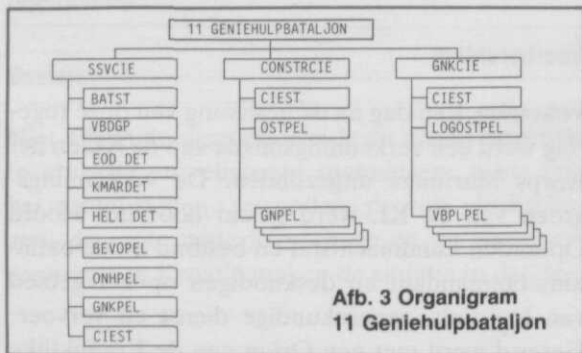 11 GENIEHULPBATALJON
SSVCIE
CONSTRCIE
GNKCIE
BATST
VBDGP
EOD DET
KMARDET
HELI DET
BEVOPEL
ONHPEL
GNKPEL
CIEST
CIEST
OSTPEL
GNPEL
CIEST
LOGOSTPEL
VBPLPEL
Afb. 3 Organigram
11 Geniehulpbataljon